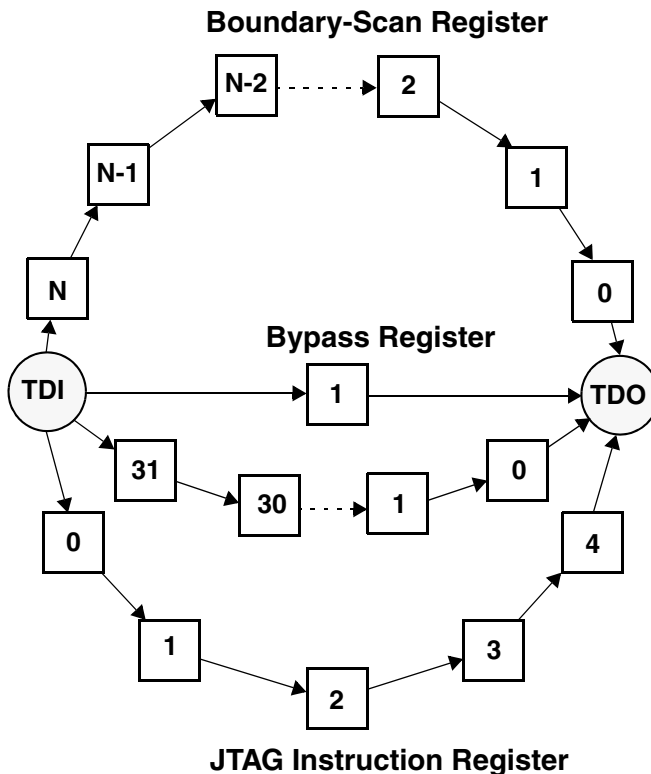 Boundary-Scan Register
N-2
2
N-1
1
N
0
Bypass Register
TDI
1
TDO
31
30
1
0
0
4
1
2
3
JTAG Instruction Register